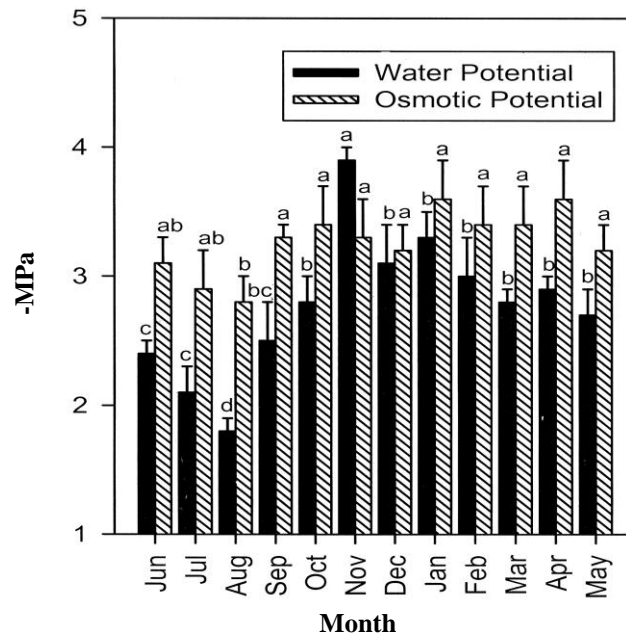 5
Water Potential
Osmotic Potential
4
3
2
1
-MPa
c ab c ab d b bc a b a a a b a b a b a b a b a b a
Jun Jul Aug Sep Oct Nov Dec Jan Feb Mar Apr May
Month